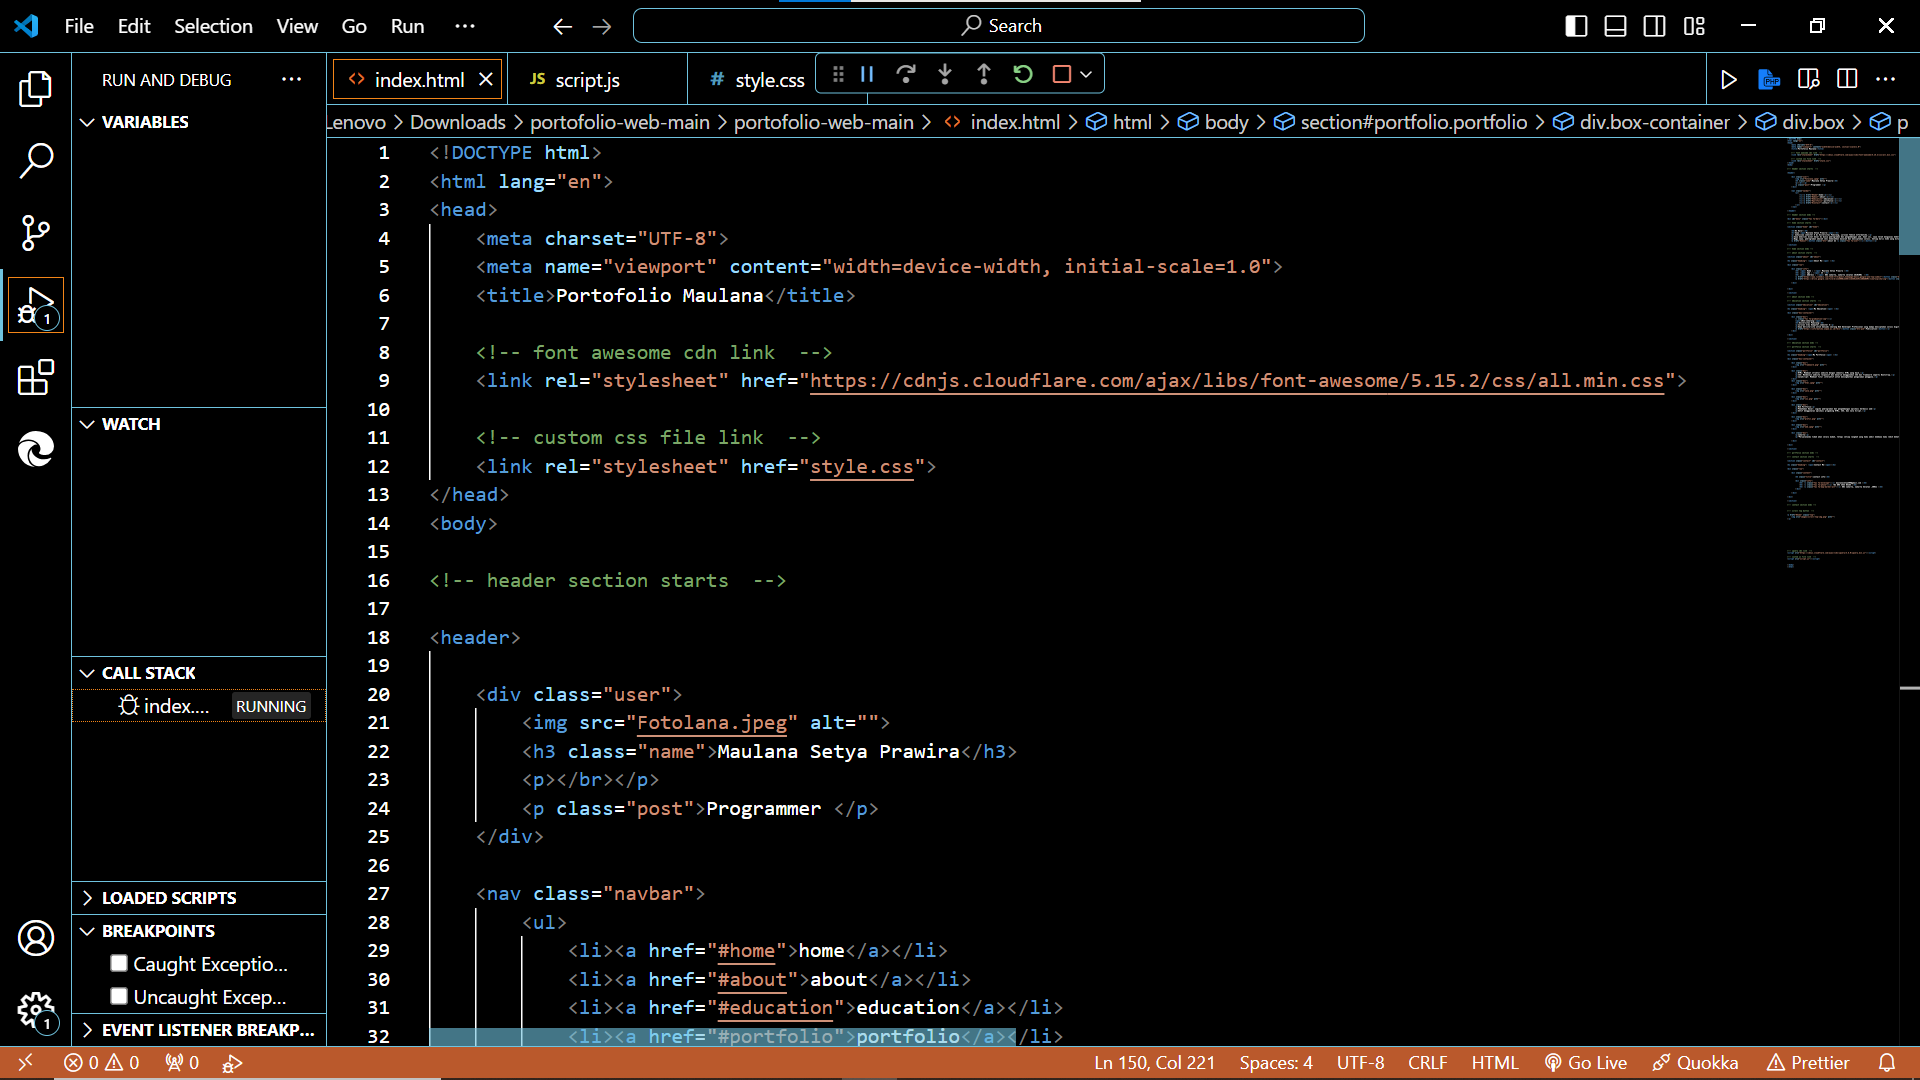 File Edit Selection View Go Run ··· Search
RUN AND DEBUG ···
index.html
JS script.js
# style.css
Lenovo > Downloads > portofolio-web-main > portofolio-web-main > index.html > html > body > section#portfolio.portfolio > div.box-container > div.box > p
VARIABLES
WATCH
CALL STACK
index.... RUNNING
LOADED SCRIPTS
BREAKPOINTS
Caught Exceptio...
Uncaught Excep...
EVENT LISTENER BREAKP...
1
1
1 <!DOCTYPE html>
2 <html lang="en">
3 <head>
4 <meta charset="UTF-8">
5 <meta name="viewport" content="width=device-width, initial-scale=1.0">
6 <title>Portofolio Maulana</title>
7
8 <!-- font awesome cdn link  -->
9 <link rel="stylesheet" href="https://cdnjs.cloudflare.com/ajax/libs/font-awesome/5.15.2/css/all.min.css">
10
11 <!-- custom css file link  -->
12 <link rel="stylesheet" href="style.css">
13 </head>
14 <body>
15
16 <!-- header section starts  -->
17
18 <header>
19
20 <div class="user">
21 <img src="Fotolana.jpeg" alt="">
22 <h3 class="name">Maulana Setya Prawira</h3>
23 <p></br></p>
24 <p class="post">Programmer </p>
25 </div>
26
27 <nav class="navbar">
28 <ul>
29 <li><a href="#home">home</a></li>
30 <li><a href="#about">about</a></li>
31 <li><a href="#education">education</a></li>
32 <li><a href="#portfolio">portfolio</a></li>
0 0 0 Ln 150, Col 221 Spaces: 4 UTF-8 CRLF HTML Go Live Quokka Prettier